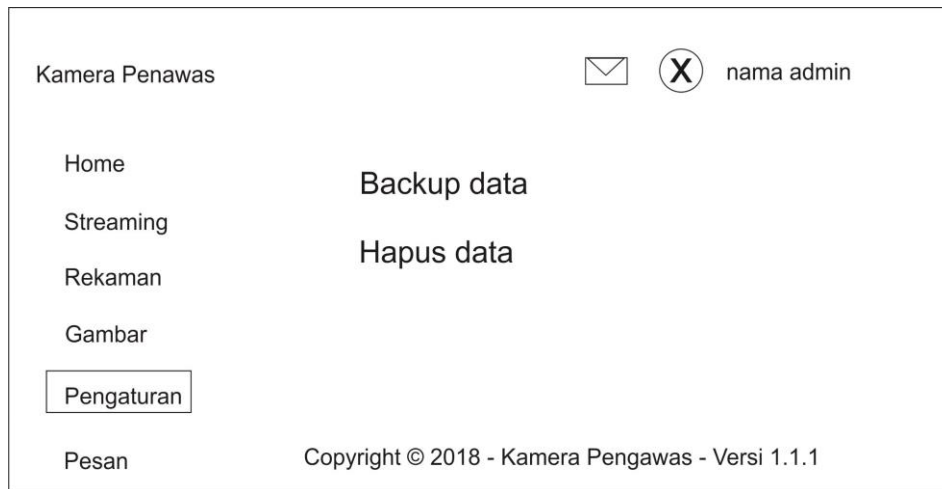 Kamera Penawas
X nama admin
Home
Streaming
Rekaman
Gambar
Pengaturan
Pesan
Backup data
Hapus data
Copyright © 2018 - Kamera Pengawas - Versi 1.1.1